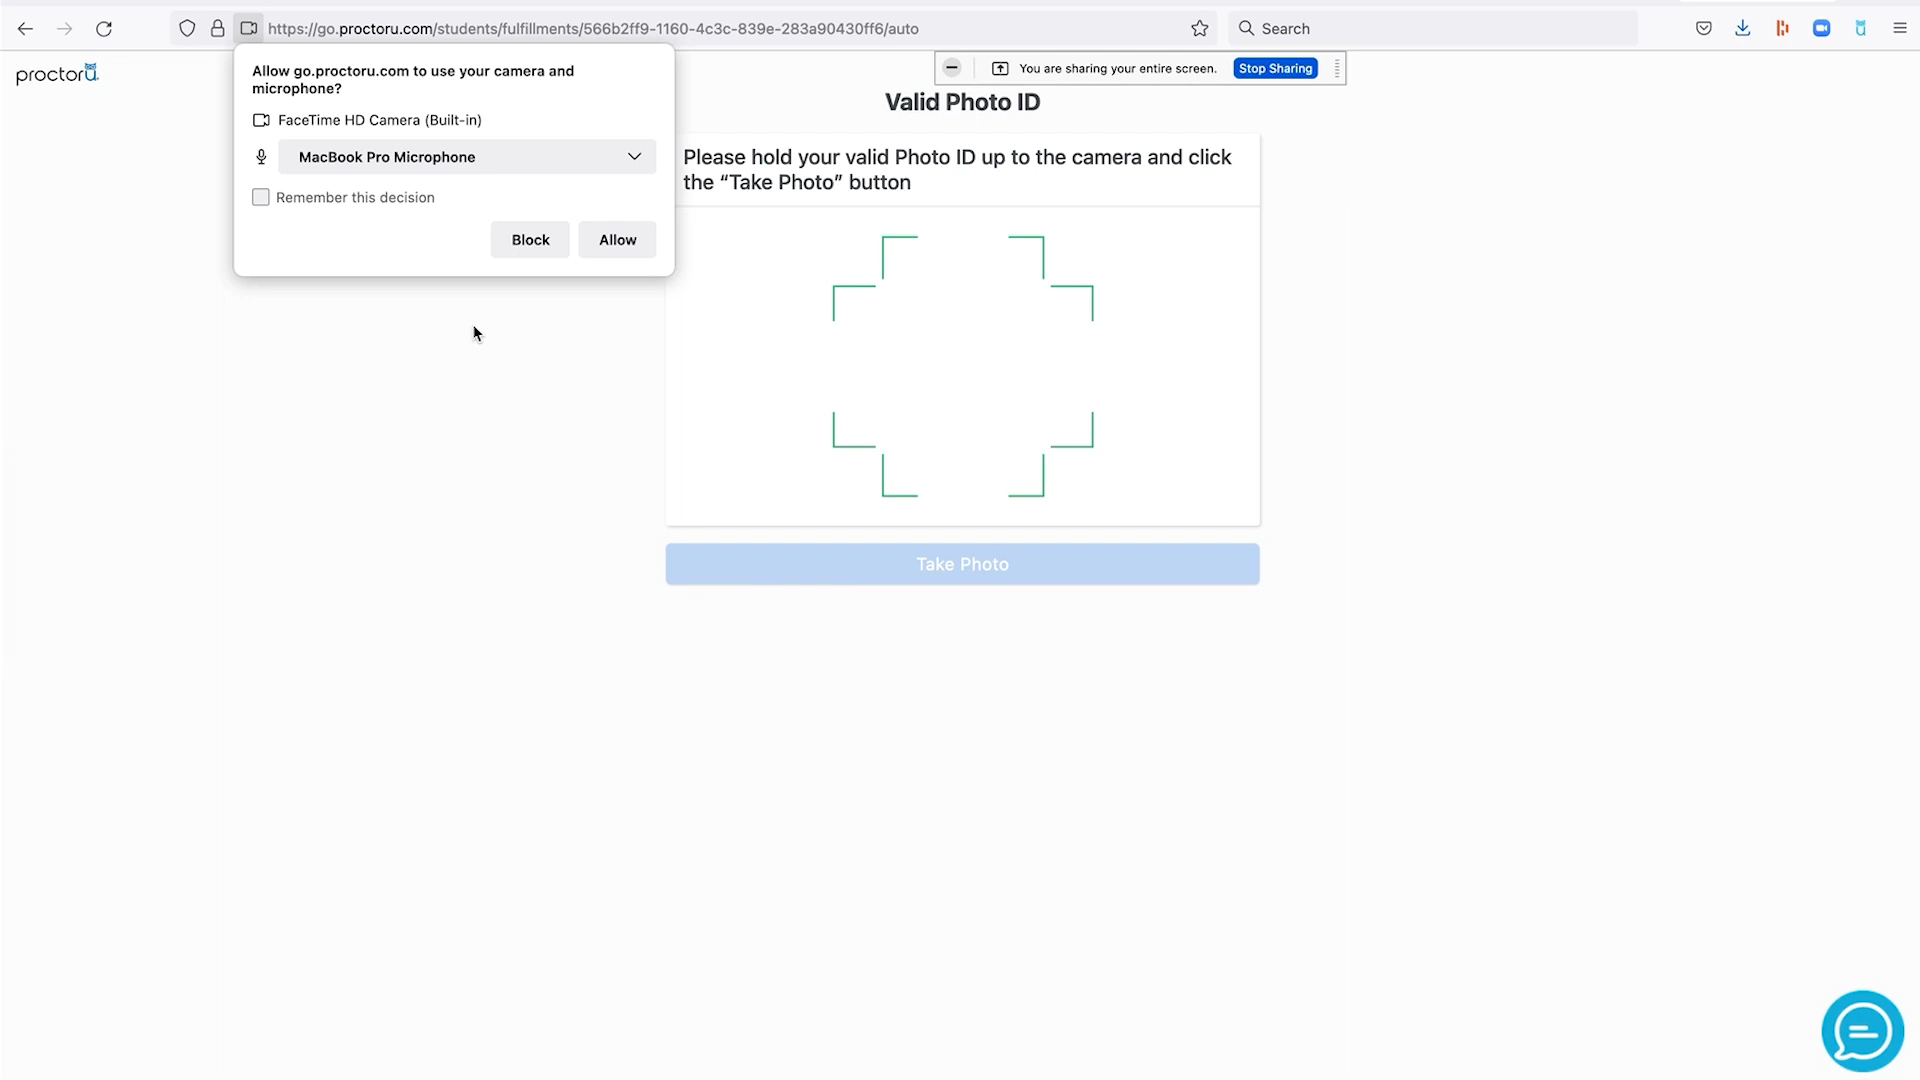 https://go.proctoru.com/students/fulfillments/566b2ff9-1160-4c3c-839e-283a90430ff6/auto
Search
proctoru
Allow go.proctoru.com to use your camera and
microphone?
FaceTime HD Camera (Built-in)
MacBook Pro Microphone
Remember this decision
Block
Allow
You are sharing your entire screen.
Stop Sharing
Valid Photo ID
Please hold your valid Photo ID up to the camera and click
the “Take Photo” button
Take Photo